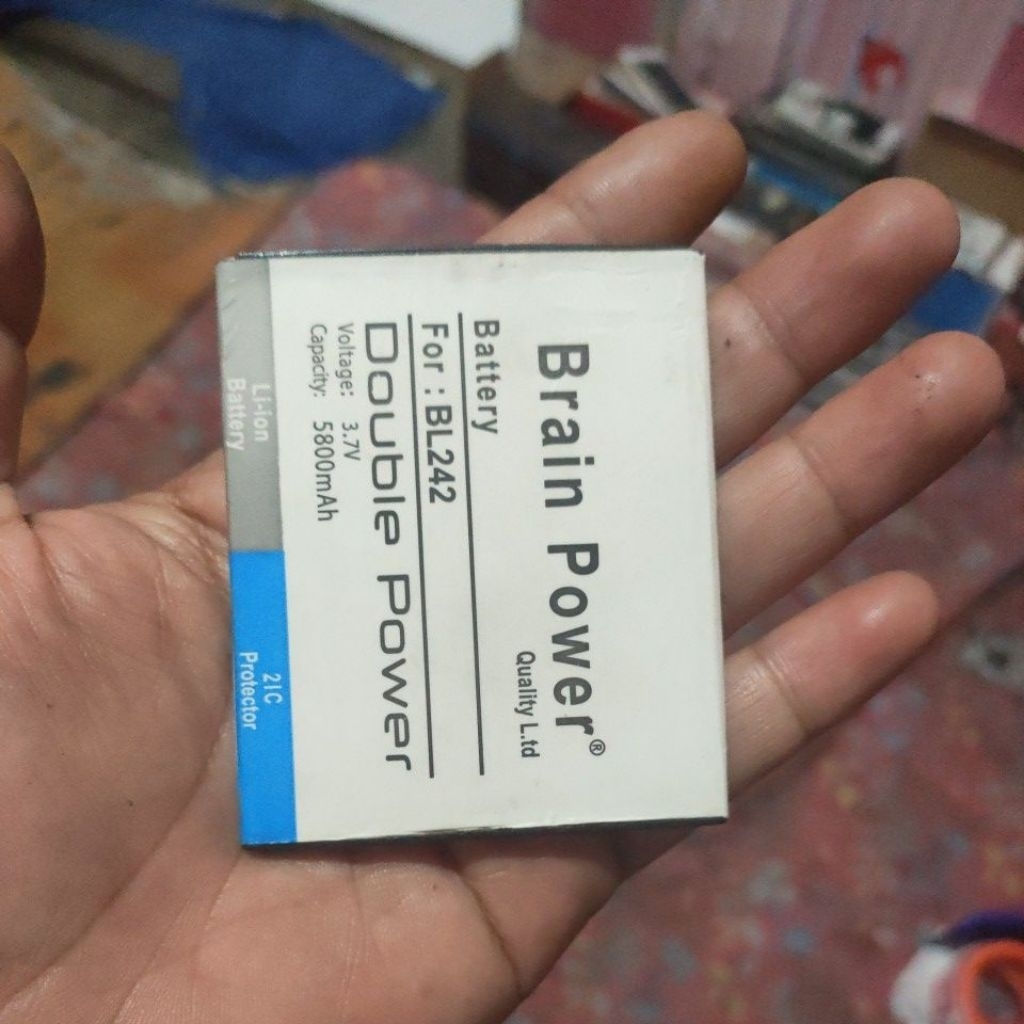 Brain Power®
Quality L.td
Battery
For : BL242
Double Power
Voltage: 3.7V
Capacity: 5800mAh
Li-ion
Battery
2IC
Protector